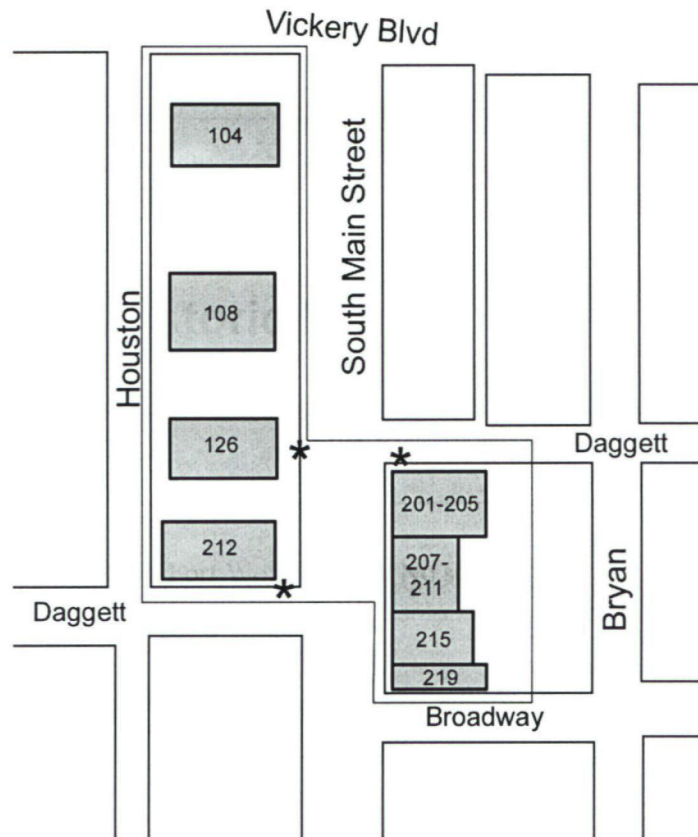 Vickery Blvd
104
South Main Street
108
Houston
126
Daggett
201-205
212
207-
211
Bryan
Daggett
215
219
Broadway